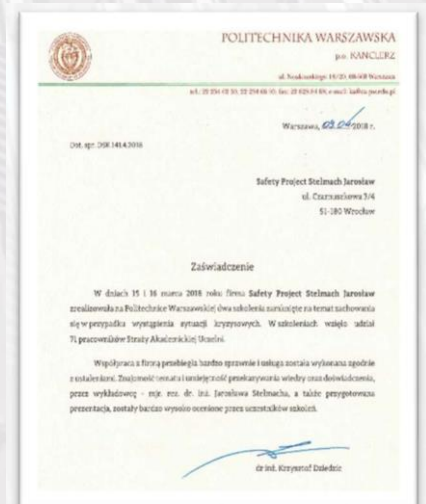 POLITECHNIKA WARSZAWSKA
p.o. KANCLERZ
Warszawa, 09.04 2018 r.
Safety Project Stelmach Jarosław
ul. Czarnuszkowa 3/4
51-180 Wrocław
Zaświadczenie
W dniach 15 i 16 marca 2018 roku firma Safety Project Stelmach Jarosław
zrealizowała na Politechnice Warszawskiej dwa szkolenia zamknięte na temat zachowania
się w przypadku wystąpienia sytuacji kryzysowych. W szkoleniach wzięło udział
71 pracowników Straży Akademickiej Uczelni.
Współpraca z firmą przebiegła bardzo sprawnie i usługa została wykonana zgodnie
z ustaleniami. Znajomość tematu i umiejętność przekazywania wiedzy oraz doświadczenia,
przez wykładowcę - mjr. rez. dr. inż. Jarosława Stelmacha, a także przygotowana
prezentacja, zostały bardzo wysoko ocenione przez uczestników szkoleń.
dr inż. Krzysztof Dziedzic